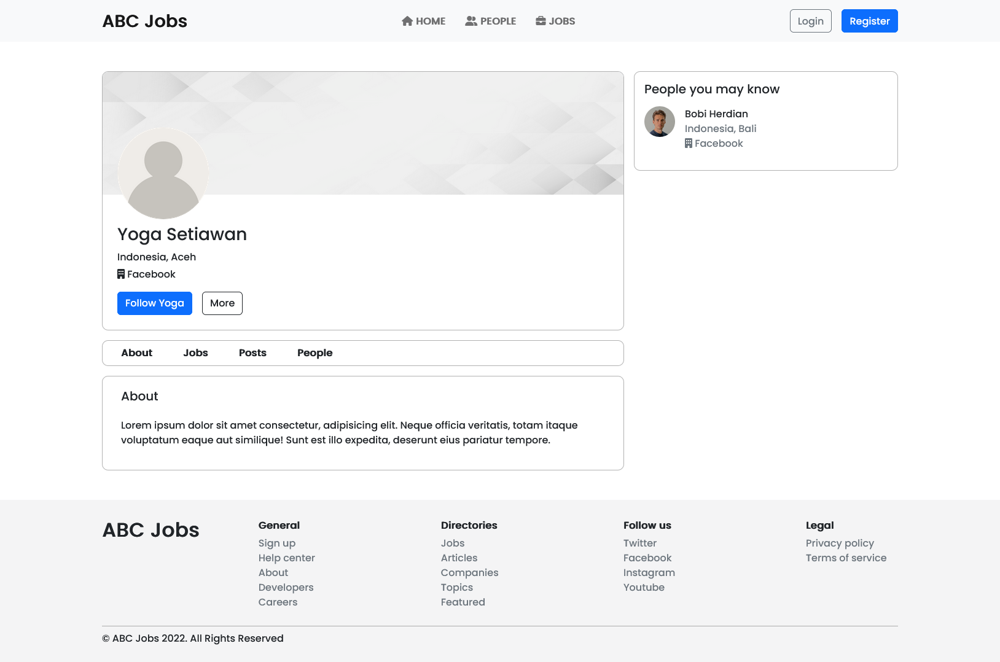 ABC Jobs
HOME
PEOPLE
JOBS
Login
Register
Yoga Setiawan
Indonesia, Aceh
Facebook
Follow Yoga
More
People you may know
Bobi Herdian
Indonesia, Bali
Facebook
About
Jobs
Posts
People
About
Lorem ipsum dolor sit amet consectetur, adipisicing elit. Neque officia veritatis, totam itaque
voluptatum eaque aut similique! Sunt est illo expedita, deserunt eius pariatur tempore.
ABC Jobs
General
Sign up
Help center
About
Developers
Careers
Directories
Jobs
Articles
Companies
Topics
Featured
Follow us
Twitter
Facebook
Instagram
Youtube
Legal
Privacy policy
Terms of service
© ABC Jobs 2022. All Rights Reserved